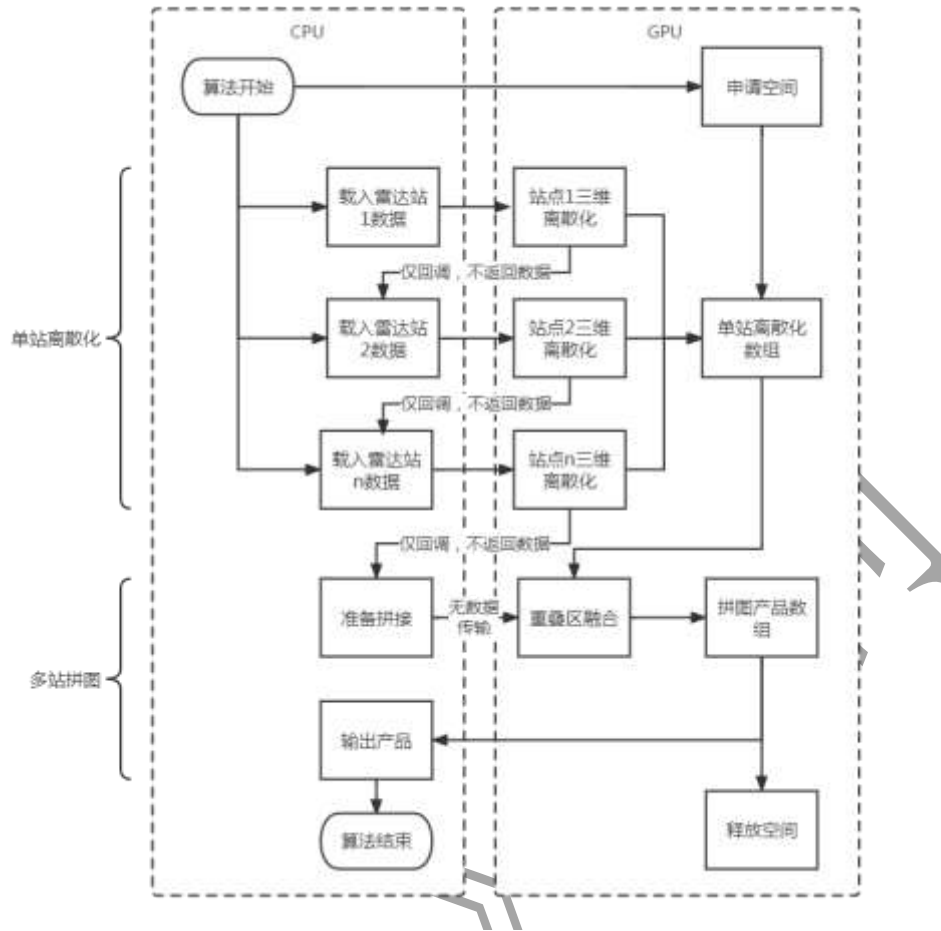 CPU
GPU
算法开始
申请空间
载入雷达站
1数据
站点1三维
离散化
仅回调，不返回数据
单站离散化
载入雷达站
2数据
站点2三维
离散化
单站离散化
数组
仅回调，不返回数据
载入雷达站
n数据
站点n三维
离散化
仅回调，不返回数据
多站拼图
准备拼接
无数据
传输
重叠区融合
拼图产品数
组
输出产品
算法结束
释放空间